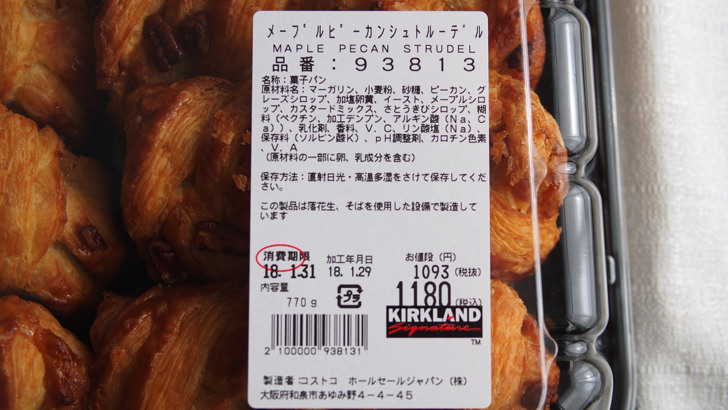 メープルピーカンシュトルーデル
MAPLE PECAN STRUDEL
品番:93813
名称:菓子パン
原材料名:マーガリン、小麦粉、砂糖、ピーカン、グ
レーズシロップ、加塩卵黄、イースト、メープルシロ
ップ、カスタードミックス、さとうきびシロップ、糊
料(ペクチン、加工デンプン、アルギン酸(Na、C
a))、乳化剤、香料、V.C、リン酸塩(Na)、
保存料(ソルビン酸K)、pH調整剤、カロチン色素
、V.A
(原材料の一部に卵、乳成分を含む)
保存方法:直射日光・高温多湿をさけて保存してくだ
さい。
この製品は落花生、そばを使用した設備で製造して
います
消費期限 加工年月日 お値段(円)
18. 1.31 18. 1.29 1093(税抜)
内容量 1180(税込)
770g プラ
KIRKLAND
Signature TM
2 100000 938131
製造者 コストコ ホールセールジャパン(株)
大阪府和泉市あゆみ野4-4-45